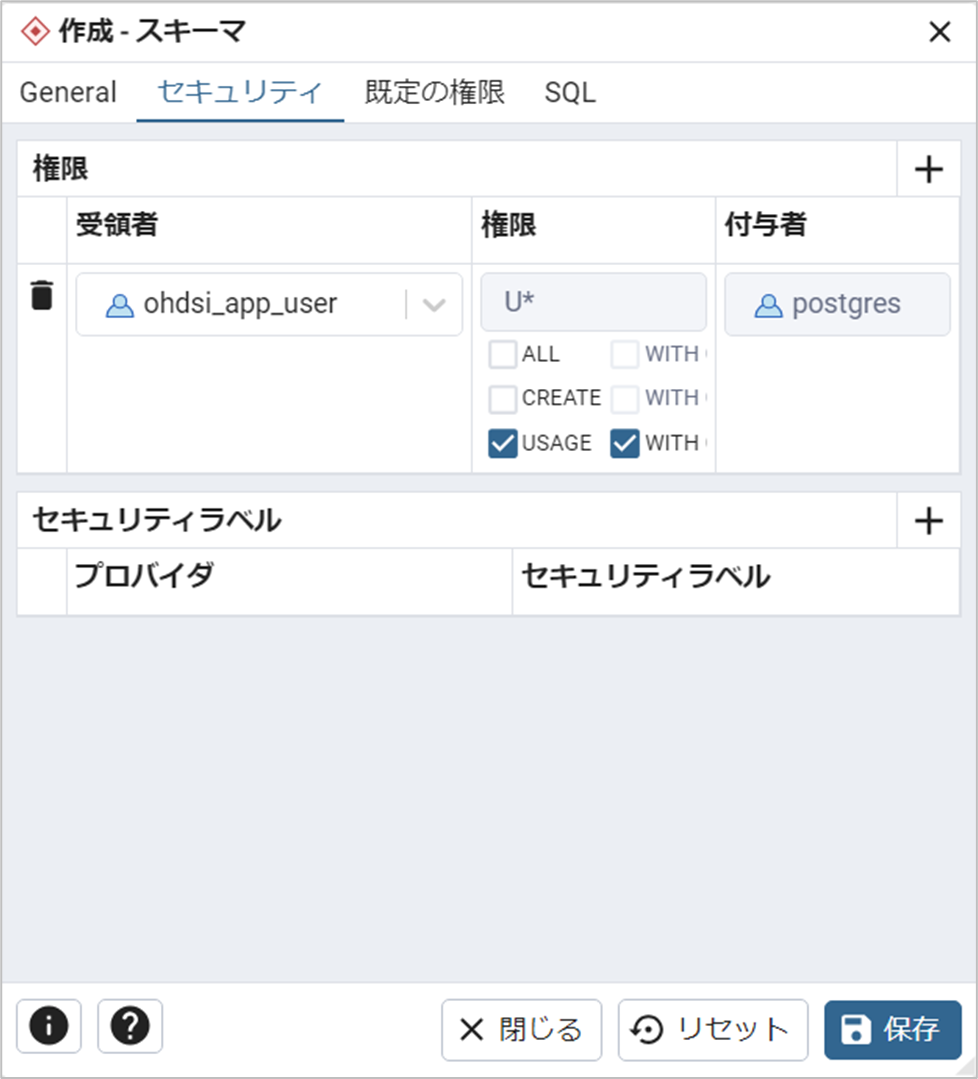 作成 - スキーマ
General セキュリティ 既定の権限 SQL
権限
受領者 権限 付与者
ohdsi_app_user U* postgres
ALL WITH
CREATE WITH
USAGE WITH
セキュリティラベル
プロバイダ セキュリティラベル
閉じる リセット 保存